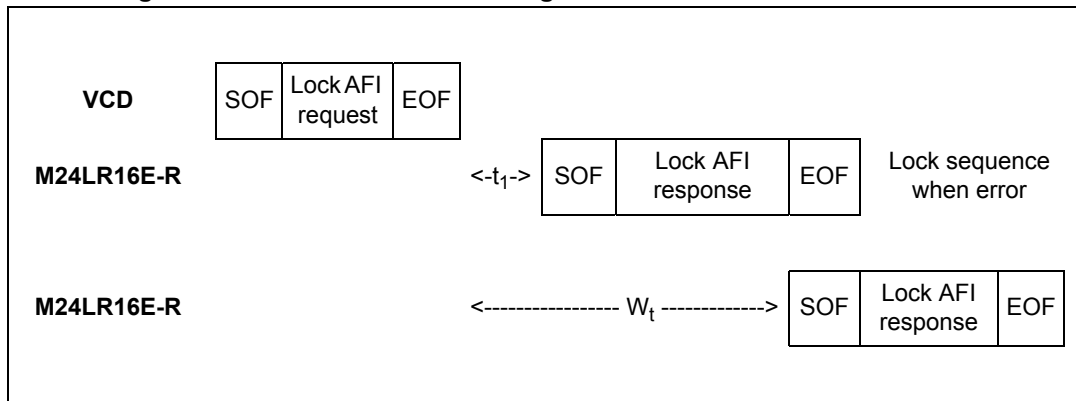 VCD
SOF
Lock AFI
request
EOF
M24LR16E-R
<-t₁->
SOF
Lock AFI
response
EOF
Lock sequence
when error
M24LR16E-R
<----------------- Wₜ ------------->
SOF
Lock AFI
response
EOF